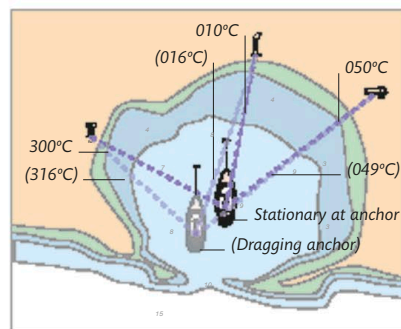 010ºC
(016ºC)
050ºC
300ºC
(316ºC)
(049ºC)
Stationary at anchor
(Dragging anchor)
15